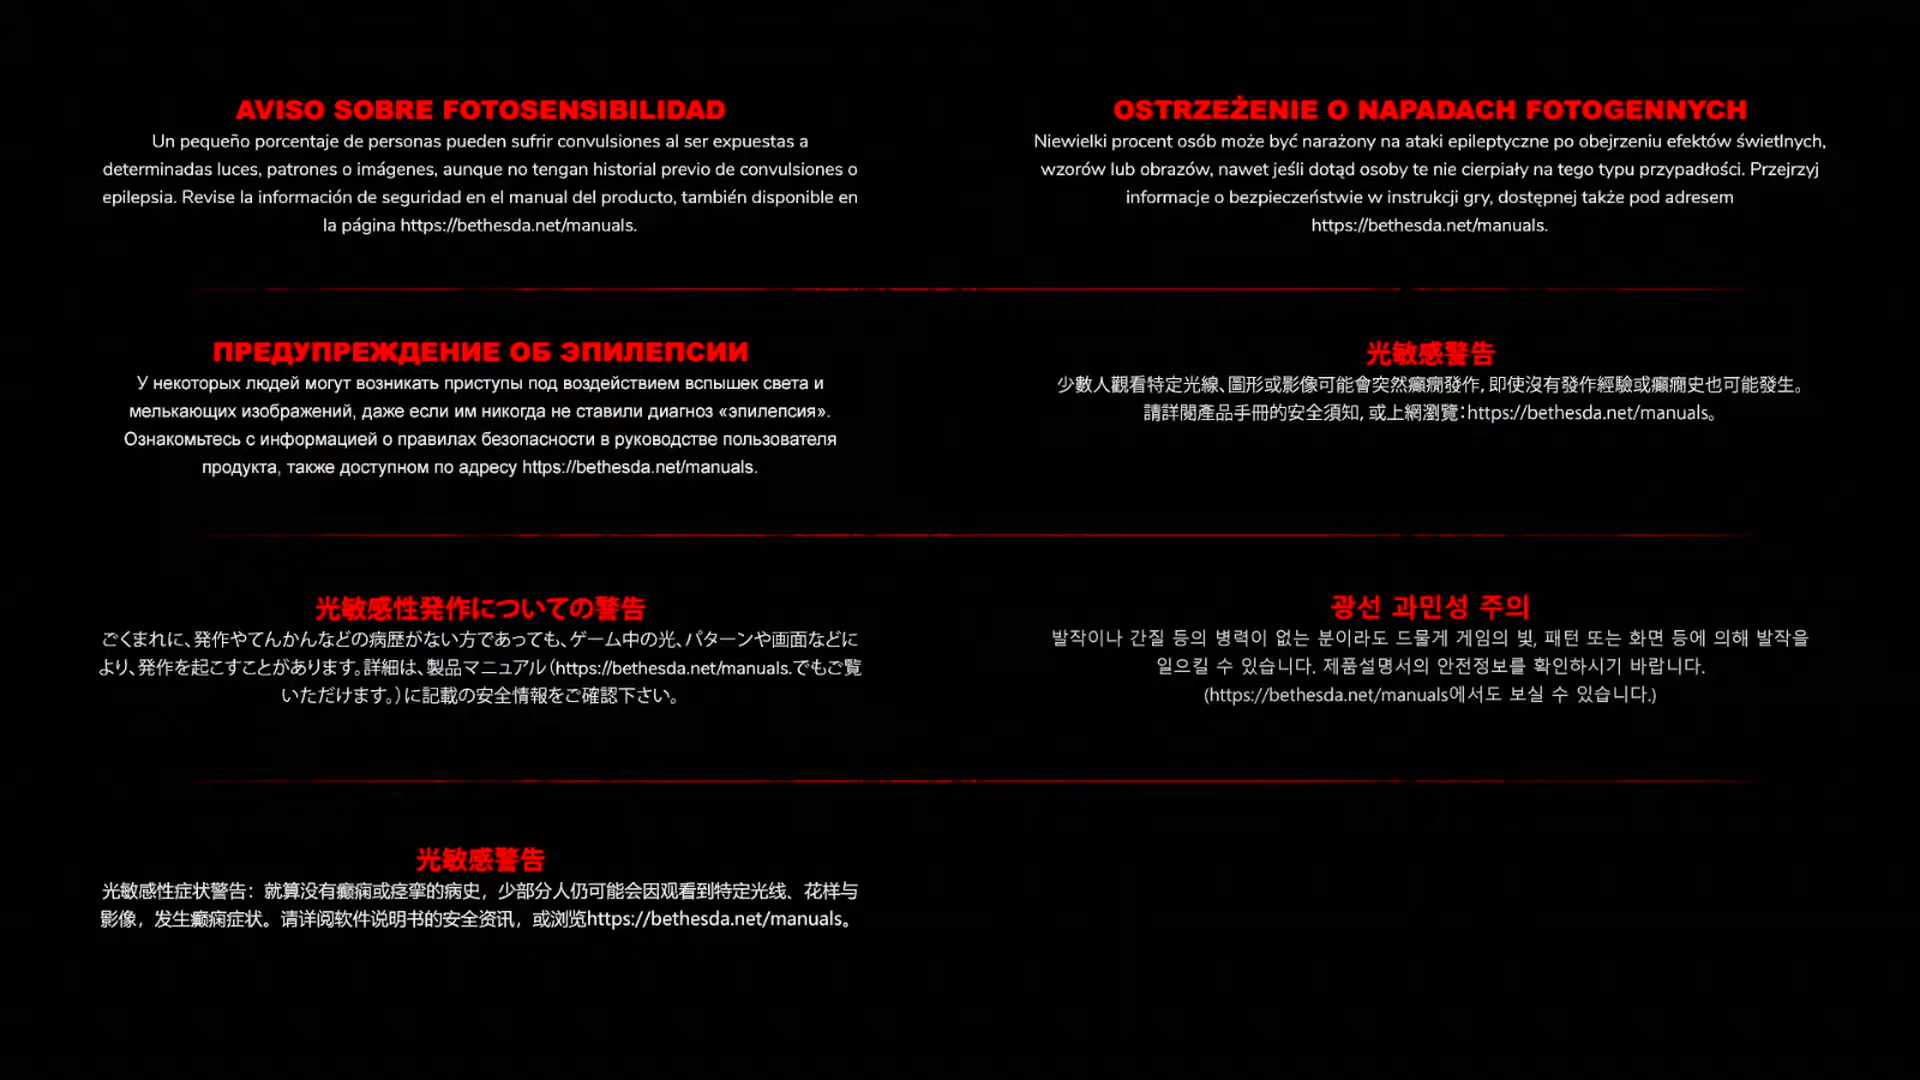 AVISO SOBRE FOTOSENSIBILIDAD
Un pequeño porcentaje de personas pueden sufrir convulsiones al ser expuestas a
determinadas luces, patrones o imágenes, aunque no tengan historial previo de convulsiones o
epilepsia. Revise la información de seguridad en el manual del producto, también disponible en
la página https://bethesda.net/manuals.
OSTRZEŻENIE O NAPADACH FOTOGENNYCH
Niewielki procent osób może być narażony na ataki epileptyczne po obejrzeniu efektów świetlnych,
wzorów lub obrazów, nawet jeśli dotąd osoby te nie cierpiały na tego typu przypadłości. Przejrzyj
informacje o bezpieczeństwie w instrukcji gry, dostępnej także pod adresem
https://bethesda.net/manuals.
ПРЕДУПРЕЖДЕНИЕ ОБ ЭПИЛЕПСИИ
У некоторых людей могут возникать приступы под воздействием вспышек света и
мелькающих изображений, даже если им никогда не ставили диагноз «эпилепсия».
Ознакомьтесь с информацией о правилах безопасности в руководстве пользователя
продукта, также доступном по адресу https://bethesda.net/manuals.
光敏感警告
少數人觀看特定光線、圖形或影像可能會突然癲癇發作, 即使沒有發作經驗或癲癇史也可能發生。
請詳閱產品手冊的安全須知, 或上網瀏覽：https://bethesda.net/manuals。
光敏感性発作についての警告
ごくまれに、発作やてんかんなどの病歴がない方であっても、ゲーム中の光、パターンや画面などに
より、発作を起こすことがあります。詳細は、製品マニュアル（https://bethesda.net/manuals.でもご覧
いただけます。）に記載の安全情報をご確認下さい。
광선 과민성 주의
발작이나 간질 등의 병력이 없는 분이라도 드물게 게임의 빛, 패턴 또는 화면 등에 의해 발작을
일으킬 수 있습니다. 제품설명서의 안전정보를 확인하시기 바랍니다.
(https://bethesda.net/manuals에서도 보실 수 있습니다.)
光敏感警告
光敏感性症状警告：就算没有癫痫或痉挛的病史，少部分人仍可能会因观看到特定光线、花样与
影像，发生癫痫症状。请详阅软件说明书的安全资讯，或浏览https://bethesda.net/manuals。